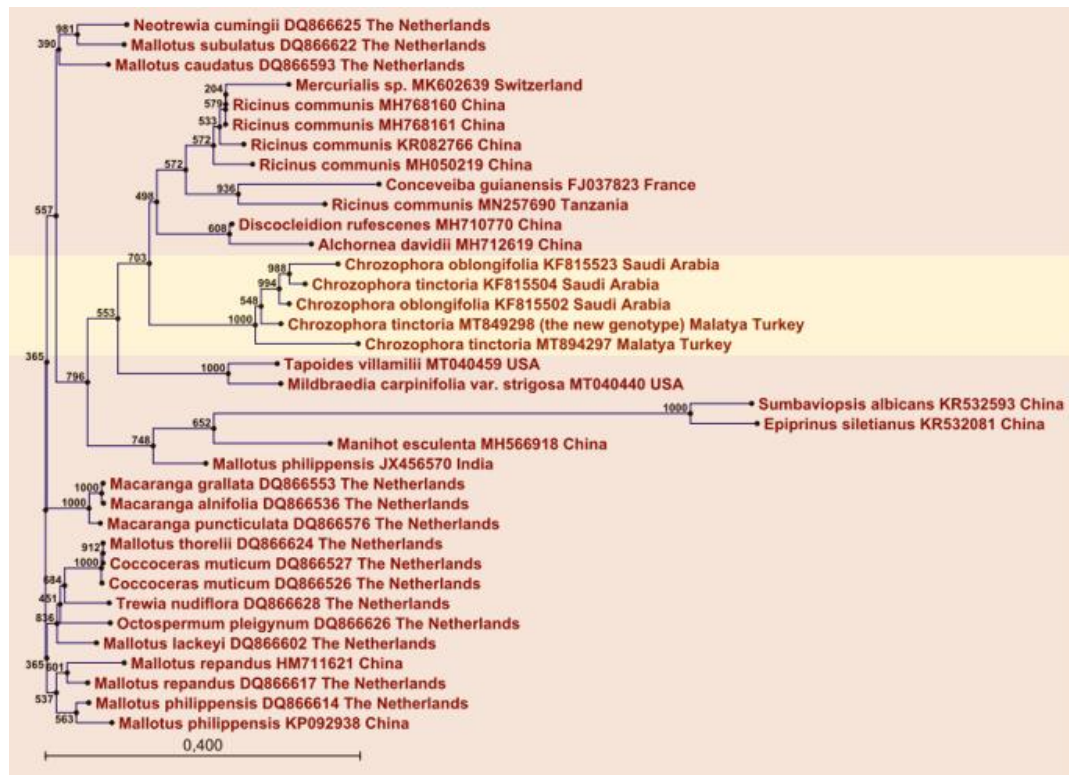 Neotrewia cumingii DQ866625 The Netherlands
981
390
Mallotus subulatus DQ866622 The Netherlands
Mallotus caudatus DQ866593 The Netherlands
Mercurialis sp. MK602639 Switzerland
204
579
Ricinus communis MH768160 China
533
Ricinus communis MH768161 China
572
Ricinus communis KR082766 China
572
Ricinus communis MH050219 China
936
Conceveiba guianensis FJ037823 France
498
Ricinus communis MN257690 Tanzania
557
Discocleidion rufescenes MH710770 China
608
Alchornea davidii MH712619 China
703
988
Chrozophora oblongifolia KF815523 Saudi Arabia
994
Chrozophora tinctoria KF815504 Saudi Arabia
548
Chrozophora oblongifolia KF815502 Saudi Arabia
553
1000
Chrozophora tinctoria MT849298 (the new genotype) Malatya Turkey
Chrozophora tinctoria MT894297 Malatya Turkey
365
796
1000
Tapoides villamilii MT040459 USA
Mildbraedia carpinifolia var. strigosa MT040440 USA
1000
Sumbaviopsis albicans KR532593 China
652
Epiprinus siletianus KR532081 China
748
Manihot esculenta MH566918 China
Mallotus philippensis JX456570 India
1000
Macaranga grallata DQ866553 The Netherlands
1000
Macaranga alnifolia DQ866536 The Netherlands
Macaranga puncticulata DQ866576 The Netherlands
912
Mallotus thorelii DQ866624 The Netherlands
1000
Coccoceras muticum DQ866527 The Netherlands
684
Coccoceras muticum DQ866526 The Netherlands
451
Trewia nudiflora DQ866628 The Netherlands
836
Octospermum pleigynum DQ866626 The Netherlands
Mallotus lackeyi DQ866602 The Netherlands
365
601
Mallotus repandus HM711621 China
Mallotus repandus DQ866617 The Netherlands
537
Mallotus philippensis DQ866614 The Netherlands
563
Mallotus philippensis KP092938 China
0,400